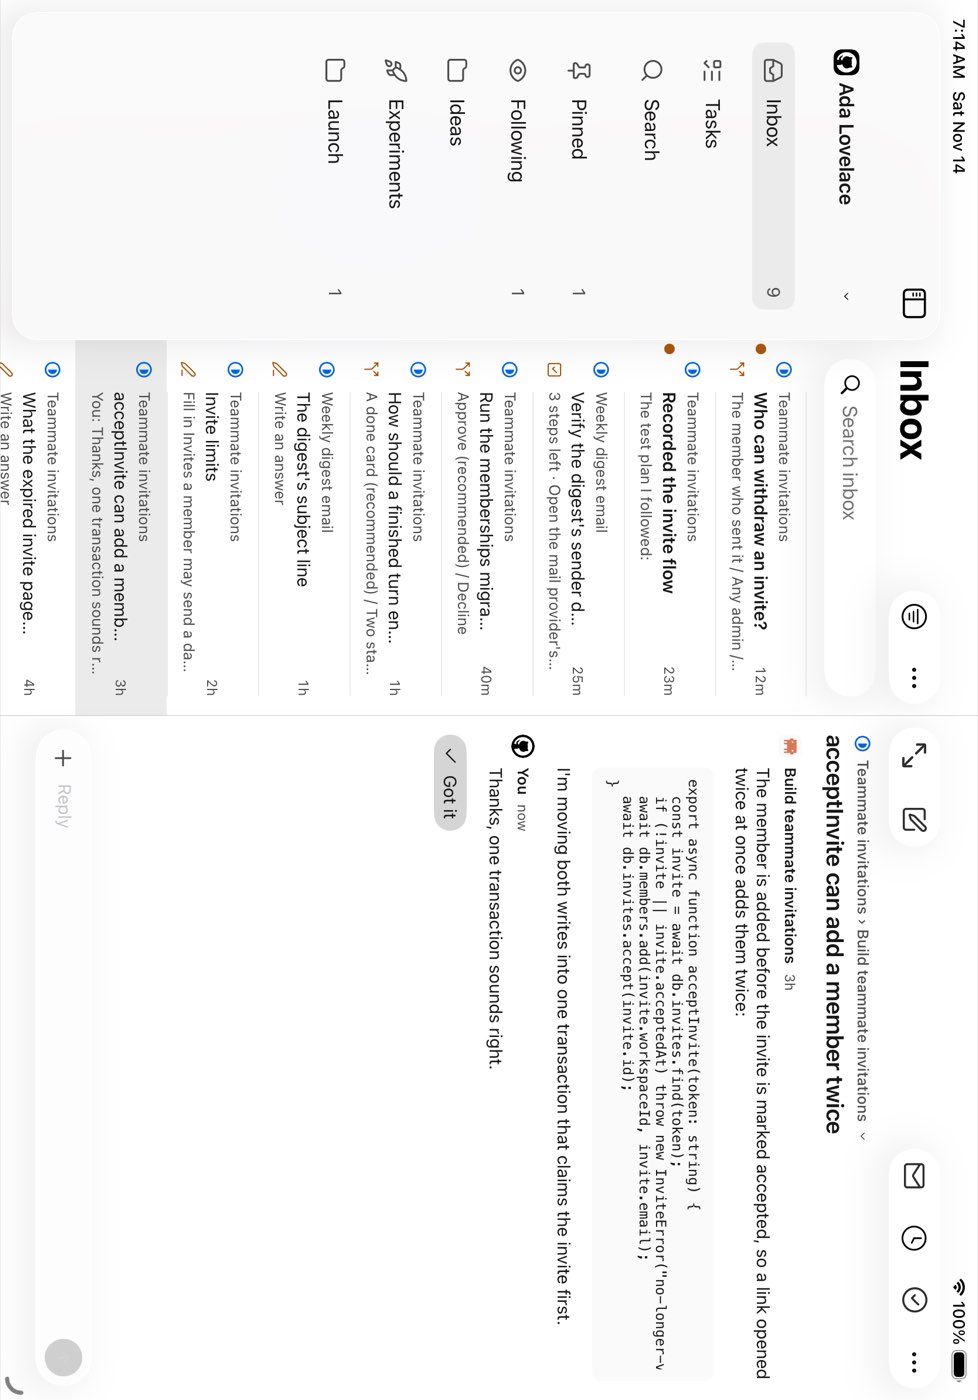 7:14 AM Sat Nov 14
100%
Ada Lovelace
Inbox 9
Tasks
Search
Pinned 1
Following 1
Ideas
Experiments
Launch 1
Inbox
Search inbox
Teammate invitations
Who can withdraw an invite? 12m
The member who sent it / Any admin /...
Teammate invitations
Recorded the invite flow 23m
The test plan I followed:
Weekly digest email
Verify the digest's sender d... 25m
3 steps left · Open the mail provider's...
Teammate invitations
Run the memberships migra... 40m
Approve (recommended) / Decline
Teammate invitations
How should a finished turn en... 1h
A done card (recommended) / Two sta...
Weekly digest email
The digest's subject line 1h
Write an answer
Teammate invitations
Invite limits 2h
Fill in Invites a member may send a da...
Teammate invitations
acceptInvite can add a memb... 3h
You: Thanks, one transaction sounds r...
Teammate invitations
What the expired invite page... 4h
Write an answer
Teammate invitations › Build teammate invitations
acceptInvite can add a member twice
Build teammate invitations 3h
The member is added before the invite is marked accepted, so a link opened
twice at once adds them twice:
export async function acceptInvite(token: string) {
const invite = await db.invites.find(token);
if (!invite || invite.acceptedAt) throw new InviteError("no-longer-v
await db.members.add(invite.workspaceId, invite.email);
await db.invites.accept(invite.id);
}
I'm moving both writes into one transaction that claims the invite first.
You now
Thanks, one transaction sounds right.
Got it
Reply